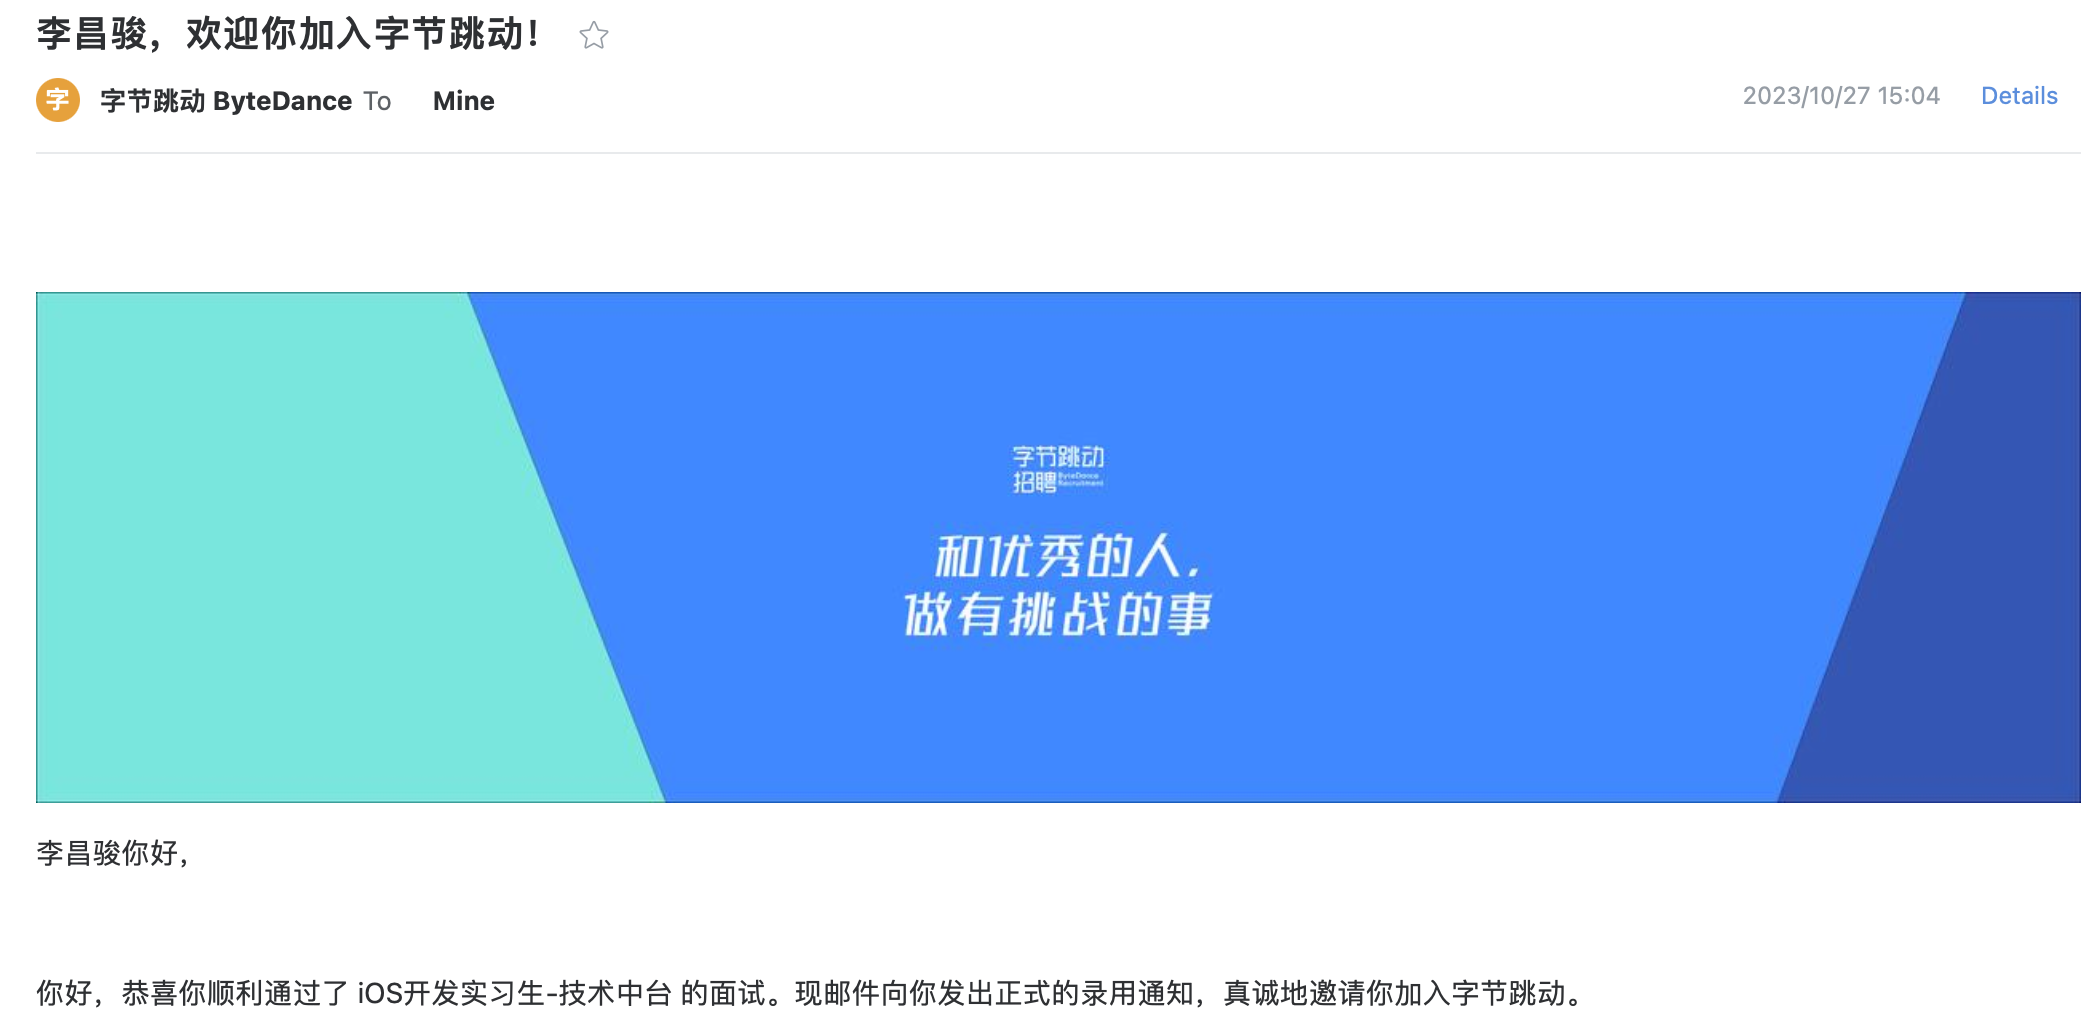 李昌骏，欢迎你加入字节跳动！
字 字节跳动 ByteDance To Mine
2023/10/27 15:04 Details
字节跳动
招聘 ByteDance Recruitment
和优秀的人，
做有挑战的事
李昌骏你好，
你好，恭喜你顺利通过了 iOS开发实习生-技术中台 的面试。现邮件向你发出正式的录用通知，真诚地邀请你加入字节跳动。